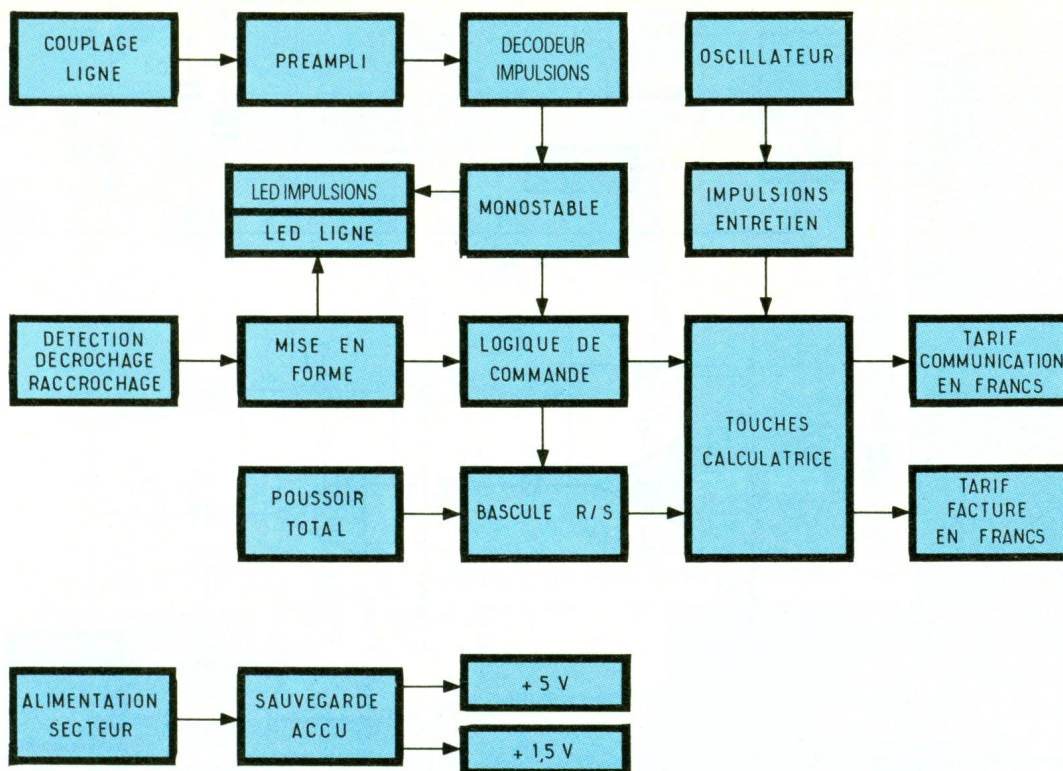 COUPLAGE
LIGNE
PREAMPLI
DECODEUR
IMPULSIONS
OSCILLATEUR
LED IMPULSIONS
LED LIGNE
MONOSTABLE
IMPULSIONS
ENTRETIEN
DETECTION
DECROCHAGE
RACCROCHAGE
MISE EN
FORME
LOGIQUE DE
COMMANDE
TOUCHES
CALCULATRICE
TARIF
COMMUNICATION
EN FRANCS
POUSSOIR
TOTAL
BASCULE R/S
TARIF
FACTURE
EN FRANCS
ALIMENTATION
SECTEUR
SAUVEGARDE
ACCU
+ 5 V
+ 1,5 V